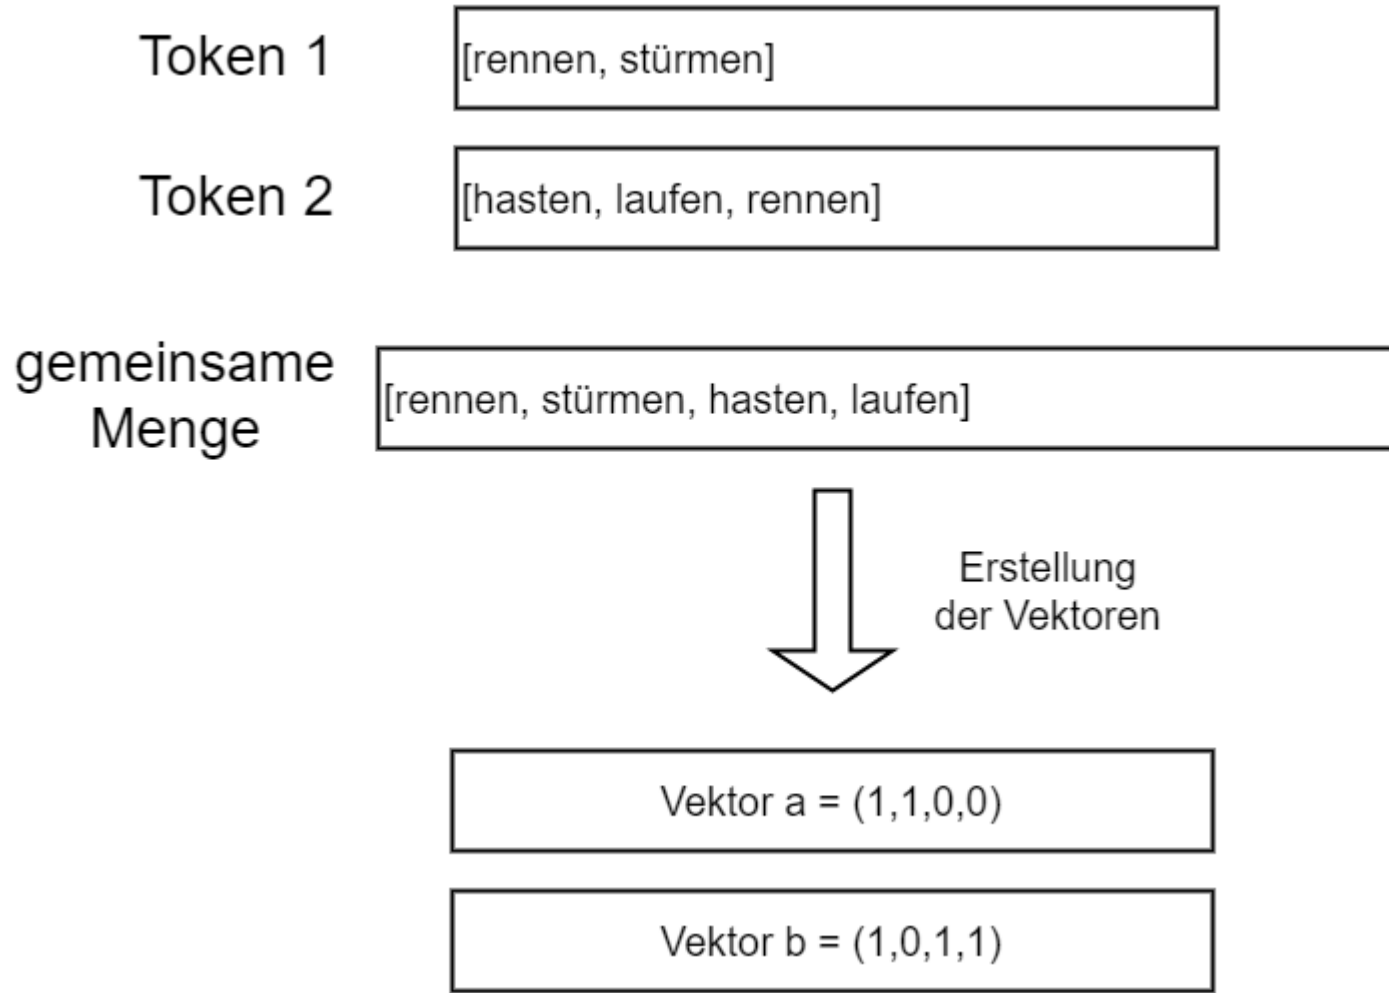 Token 1
[rennen, stürmen]
Token 2
[hasten, laufen, rennen]
gemeinsame
Menge
[rennen, stürmen, hasten, laufen]
Erstellung
der Vektoren
Vektor a = (1,1,0,0)
Vektor b = (1,0,1,1)